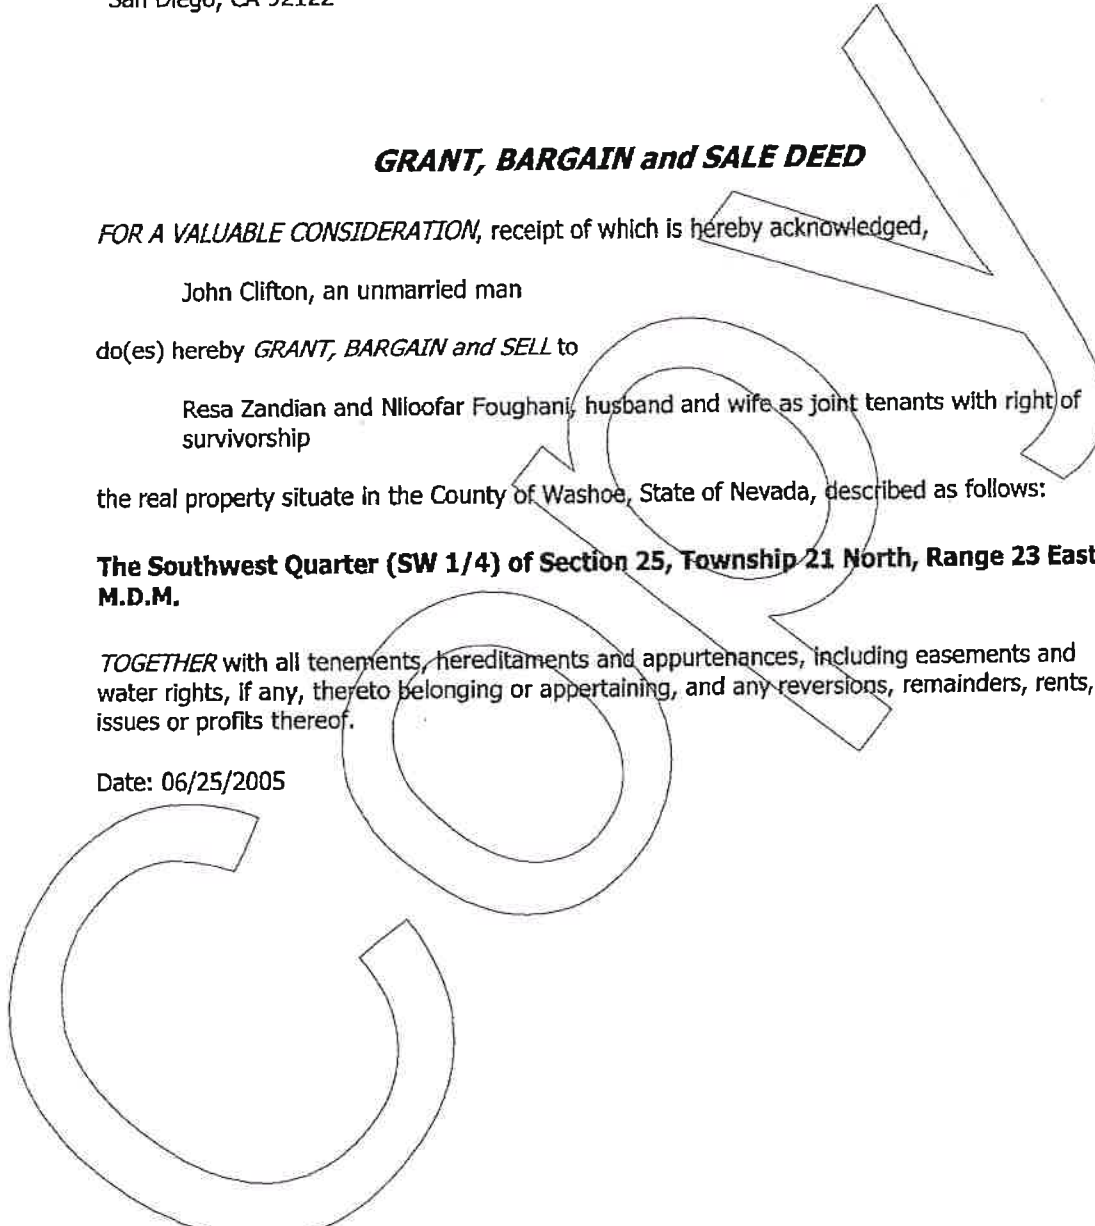 San Diego, CA 92122
GRANT, BARGAIN and SALE DEED
FOR A VALUABLE CONSIDERATION, receipt of which is hereby acknowledged,
John Clifton, an unmarried man
do(es) hereby GRANT, BARGAIN and SELL to
Resa Zandian and Niloofar Foughani, husband and wife as joint tenants with right of
survivorship
the real property situate in the County of Washoe, State of Nevada, described as follows:
The Southwest Quarter (SW 1/4) of Section 25, Township 21 North, Range 23 East
M.D.M.
TOGETHER with all tenements, hereditaments and appurtenances, including easements and
water rights, if any, thereto belonging or appertaining, and any reversions, remainders, rents,
issues or profits thereof.
Date: 06/25/2005
Copy